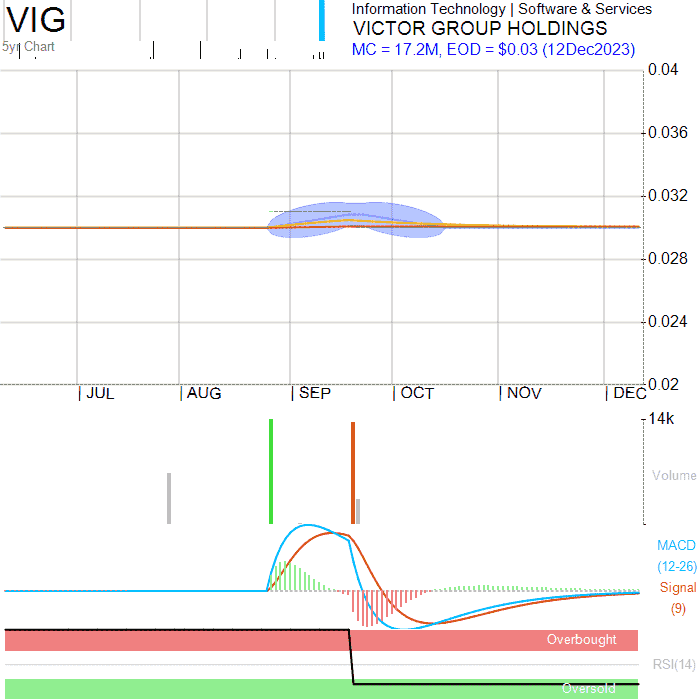 VIG
5yr Chart
Information Technology | Software & Services
VICTOR GROUP HOLDINGS
MC = 17.2M, EOD = $0.03 (12Dec2023)
0.04
0.036
0.032
0.028
0.024
0.02
| JUL | AUG | SEP | OCT | NOV | DEC
14k
Volume
MACD
(12-26)
Signal
(9)
Overbought
RSI(14)
Oversold